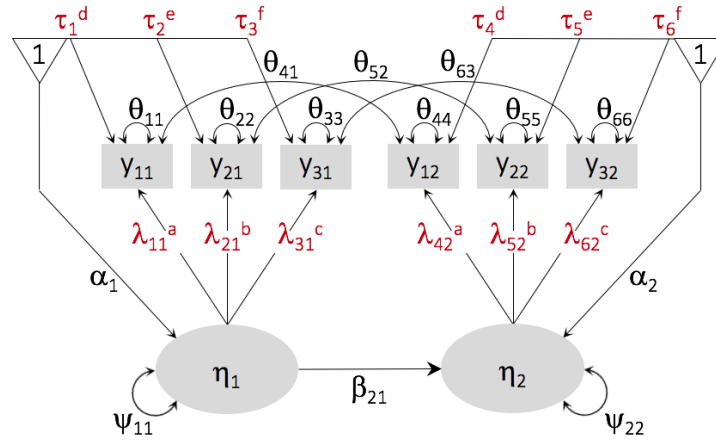 τ₁ᵈ τ₂ᵉ τ₃ᶠ τ₄ᵈ τ₅ᵉ τ₆ᶠ
1 θ₄₁ θ₅₂ θ₆₃ 1
θ₁₁ θ₂₂ θ₃₃ θ₄₄ θ₅₅ θ₆₆
y₁₁ y₂₁ y₃₁ y₁₂ y₂₂ y₃₂
λ₁₁ᵃ λ₂₁ᵇ λ₃₁ᶜ λ₄₂ᵃ λ₅₂ᵇ λ₆₂ᶜ
α₁ α₂
η₁ η₂
β₂₁
ψ₁₁ ψ₂₂